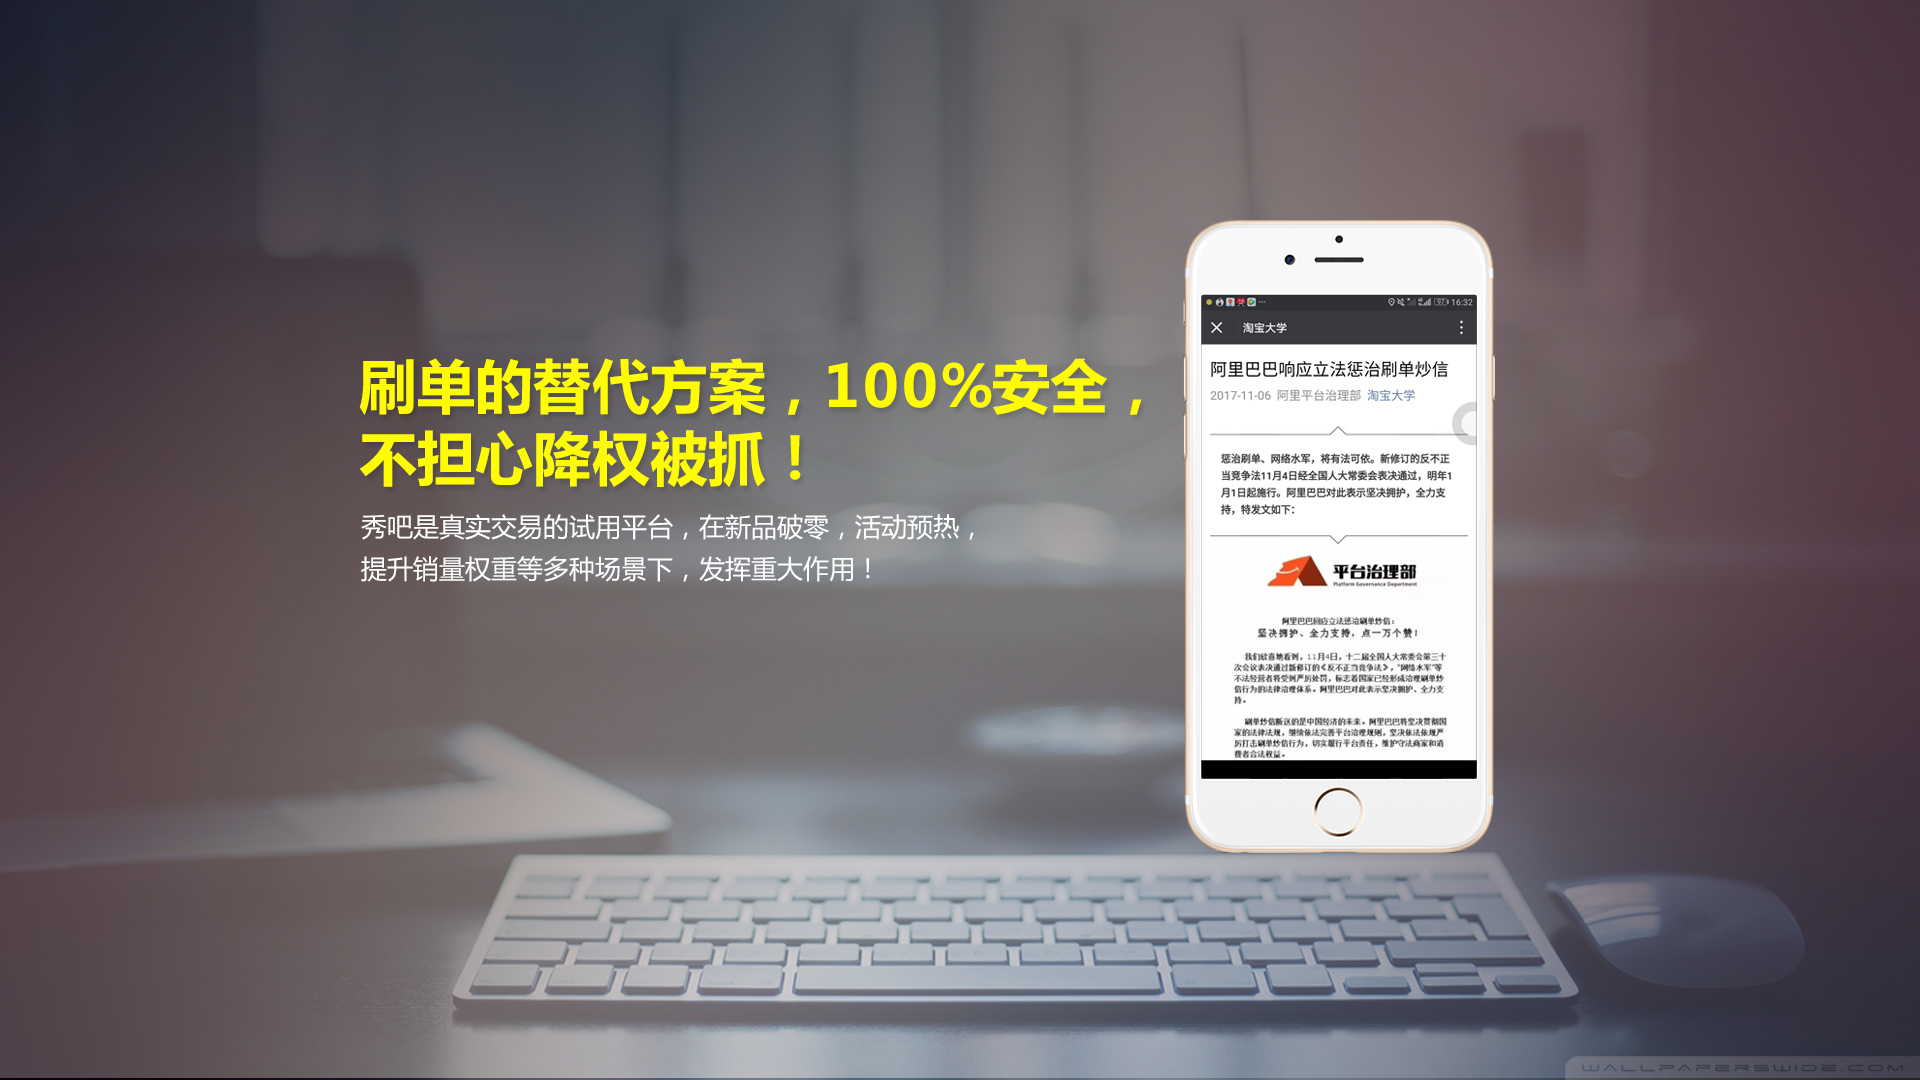 刷单的替代方案，100%安全，
不担心降权被抓！
秀吧是真实交易的试用平台，在新品破零，活动预热，
提升销量权重等多种场景下，发挥重大作用！
16:32
淘宝大学
阿里巴巴响应立法惩治刷单炒信
2017-11-06 阿里平台治理部 淘宝大学
惩治刷单、网络水军，将有法可依。新修订的反不正
当竞争法11月4日经全国人大常委会表决通过，明年1
月1日起施行。阿里巴巴对此表示坚决拥护，全力支
持，特发文如下：
平台治理部
Platform Governance Department
阿里巴巴回应立法惩治刷单炒信：
坚决拥护、全力支持，点一万个赞！
我们欣喜地看到，11月4日，十二届全国人大常委会第三十
次会议表决通过新修订的《反不正当竞争法》，“网络水军”等
不法经营者将受到严厉处罚，标志着国家已经形成治理刷单炒
信行为的法律治理体系。阿里巴巴对此表示坚决拥护、全力支
持。
刷单炒信断送的是中国经济的未来。阿里巴巴将坚决贯彻国
家的法律法规，继续依法完善平台治理规则，坚决依法依规严
厉打击刷单炒信行为，切实履行平台责任，维护守法商家和消
费者合法权益。
WALLPAPERSWIDE.COM